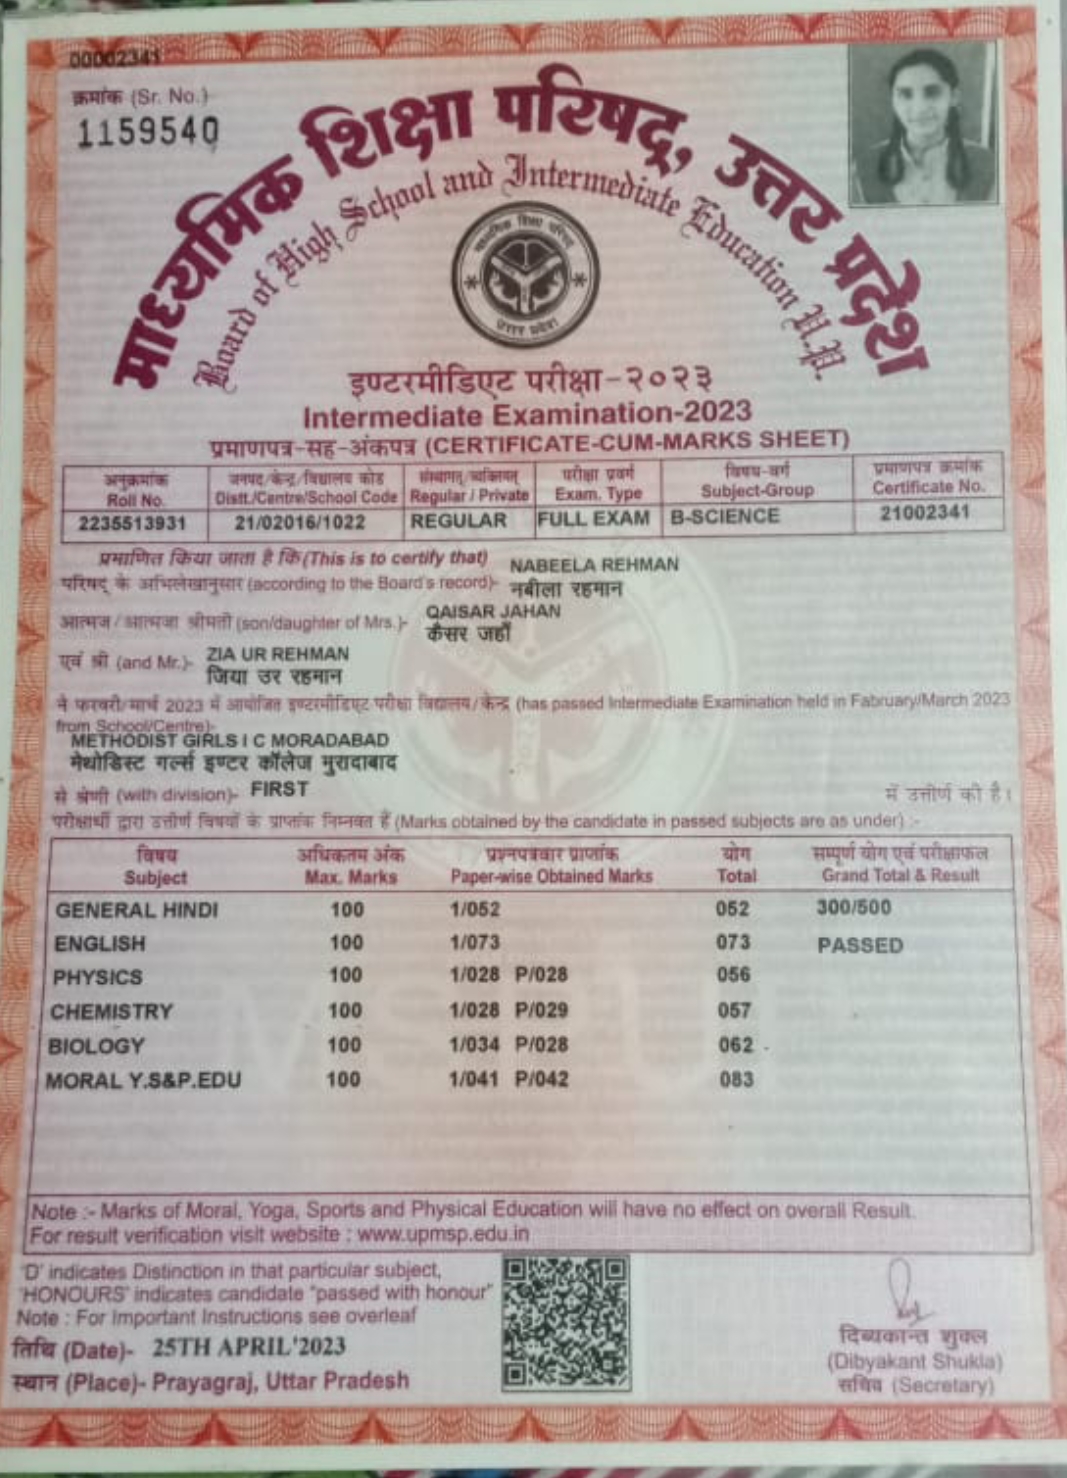 00002341
क्रमांक (Sr. No.)
1159540
माध्यमिक शिक्षा परिषद्, उत्तर प्रदेश
Board of High School and Intermediate Education U.P.
माध्यमिक शिक्षा परिषद
उत्तर प्रदेश
इण्टरमीडिएट परीक्षा-२०२३
Intermediate Examination-2023
प्रमाणपत्र-सह-अंकपत्र (CERTIFICATE-CUM-MARKS SHEET)
अनुक्रमांक जनपद/केन्द्र/विद्यालय कोड संस्थागत/व्यक्तिगत परीक्षा प्रवर्ग विषय-वर्ग प्रमाणपत्र क्रमांक
Roll No. Distt./Centre/School Code Regular / Private Exam. Type Subject-Group Certificate No.
2235513931 21/02016/1022 REGULAR FULL EXAM B-SCIENCE 21002341
प्रमाणित किया जाता है कि (This is to certify that) NABEELA REHMAN
परिषद् के अभिलेखानुसार (according to the Board's record)- नबीला रहमान
आत्मज / आत्मजा श्रीमती (son/daughter of Mrs.)- QAISAR JAHAN
कैसर जहाँ
एवं श्री (and Mr.)- ZIA UR REHMAN
जिया उर रहमान
ने फरवरी/मार्च 2023 में आयोजित इण्टरमीडिएट परीक्षा विद्यालय/केन्द्र (has passed Intermediate Examination held in Fabruary/March 2023
from School/Centre)-
METHODIST GIRLS I C MORADABAD
मेथोडिस्ट गर्ल्स इण्टर कॉलेज मुरादाबाद
से श्रेणी (with division)- FIRST में उत्तीर्ण की है।
परीक्षार्थी द्वारा उत्तीर्ण विषयों के प्राप्तांक निम्नवत हैं (Marks obtained by the candidate in passed subjects are as under) :-
विषय अधिकतम अंक प्रश्नपत्रवार प्राप्तांक योग सम्पूर्ण योग एवं परीक्षाफल
Subject Max. Marks Paper-wise Obtained Marks Total Grand Total & Result
GENERAL HINDI 100 1/052 052 300/500
ENGLISH 100 1/073 073 PASSED
PHYSICS 100 1/028 P/028 056
CHEMISTRY 100 1/028 P/029 057
BIOLOGY 100 1/034 P/028 062
MORAL Y.S&P.EDU 100 1/041 P/042 083
Note :- Marks of Moral, Yoga, Sports and Physical Education will have no effect on overall Result.
For result verification visit website : www.upmsp.edu.in
'D' indicates Distinction in that particular subject,
'HONOURS' indicates candidate "passed with honour"
Note : For Important Instructions see overleaf
तिथि (Date)- 25TH APRIL'2023
स्थान (Place)- Prayagraj, Uttar Pradesh
दिब्यकान्त शुक्ल
(Dibyakant Shukla)
सचिव (Secretary)